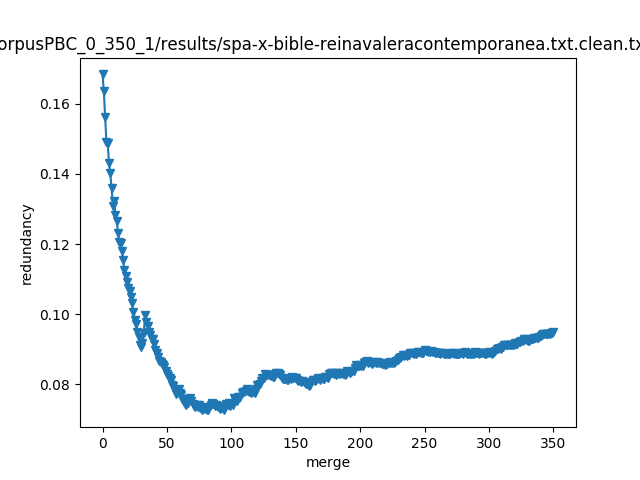 orpusPBC_0_350_1/results/spa-x-bible-reinavaleracontemporanea.txt.clean.tx
0.16
0.14
0.12
0.10
0.08
redundancy
0 50 100 150 200 250 300 350
merge